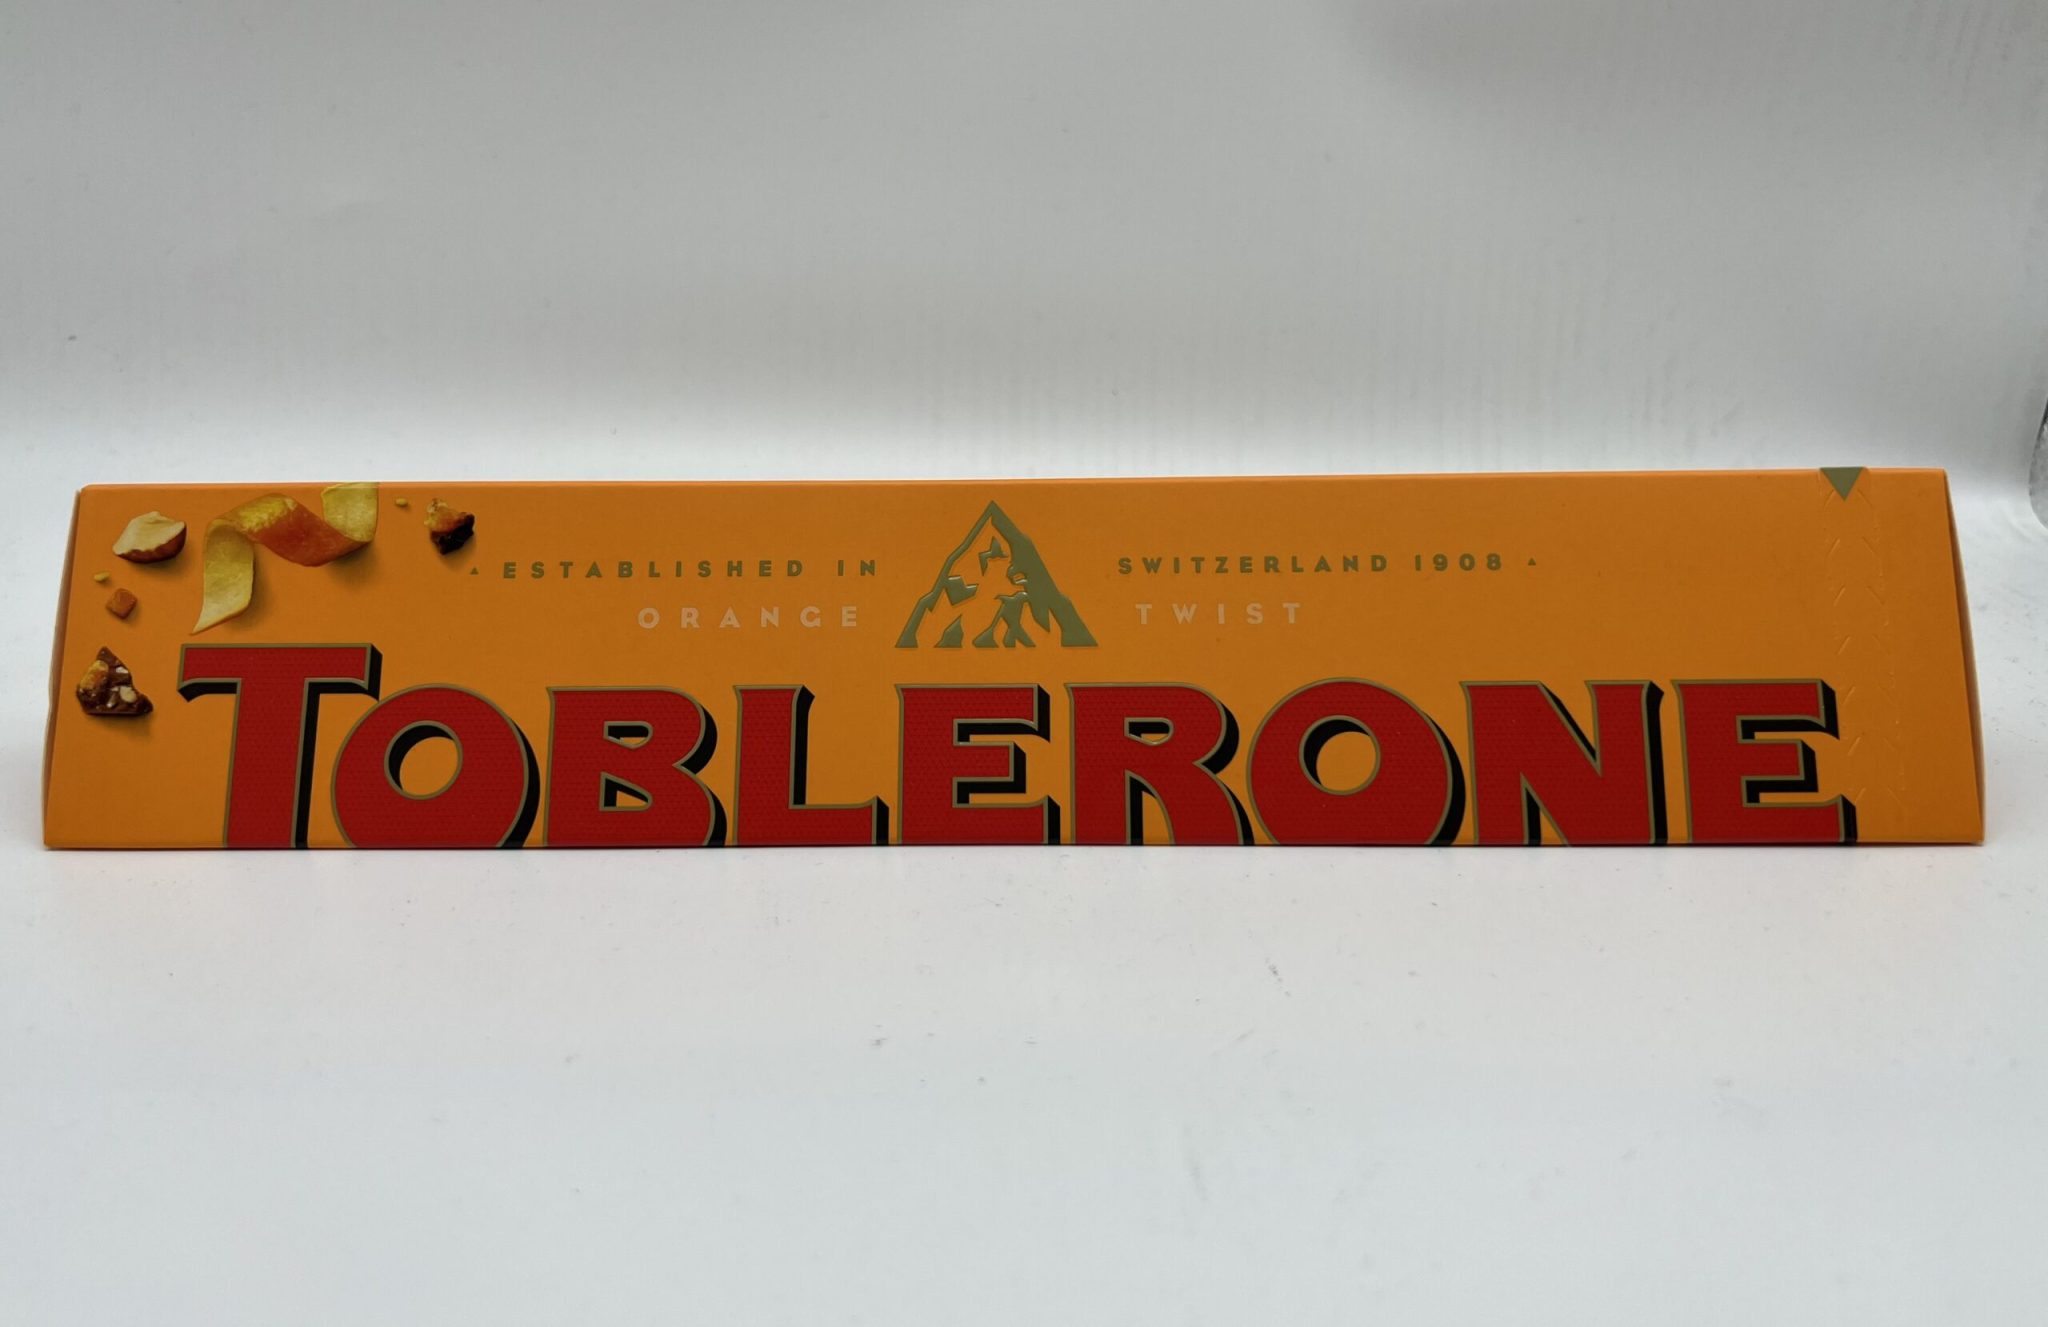 ESTABLISHED IN SWITZERLAND 1908
ORANGE TWIST
TOBLERONE